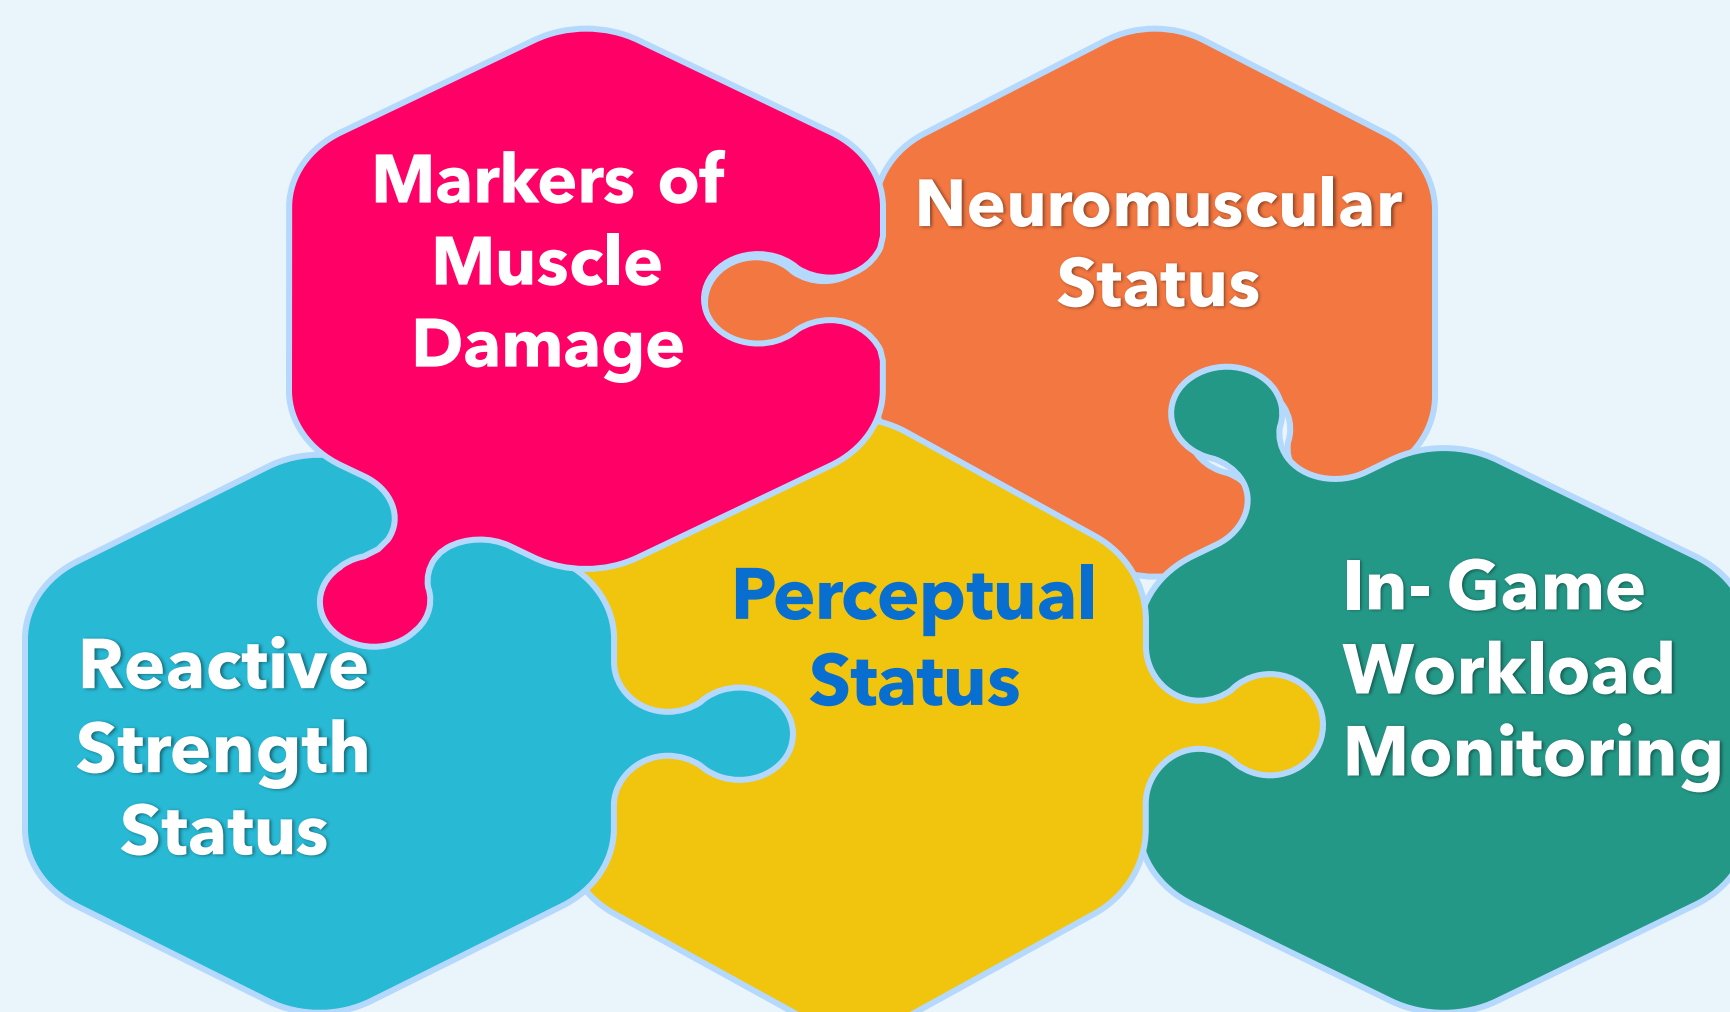 Markers of
Muscle
Damage
Neuromuscular
Status
Reactive
Strength
Status
Perceptual
Status
In- Game
Workload
Monitoring